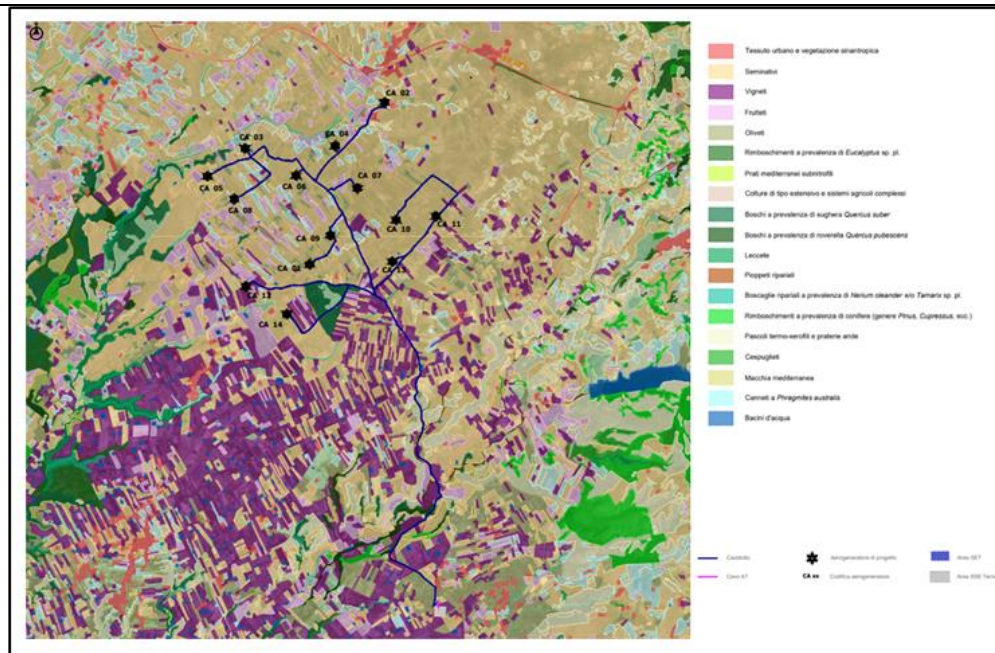 CA 02
CA 04
CA 03
CA 05
CA 06
CA 07
CA 08
CA 10
CA 11
CA 09
CA 01
CA 13
CA 12
CA 14
Tessuto urbano e vegetazione sinantropica
Seminativi
Vigneti
Frutteti
Oliveti
Rimboschimenti a prevalenza di Eucalyptus sp. pl.
Prati mediterranei subnitrofili
Colture di tipo estensivo e sistemi agricoli complessi
Boschi a prevalenza di sughera Quercus suber
Boschi a prevalenza di roverella Quercus pubescens
Leccete
Pioppeti ripariali
Boscaglie ripariali a prevalenza di Nerium oleander e/o Tamarix sp. pl.
Rimboschimenti a prevalenza di conifere (genere Pinus, Cupressus, ecc.)
Pascoli termo-xerofili e praterie aride
Cespuglieti
Macchia mediterranea
Canneti a Phragmites australis
Bacini d'acqua
Cavidotto
Aerogeneratore di progetto
Area SET
Cavo AT
CA xx
Codifica aerogeneratore
Area SSE Terna